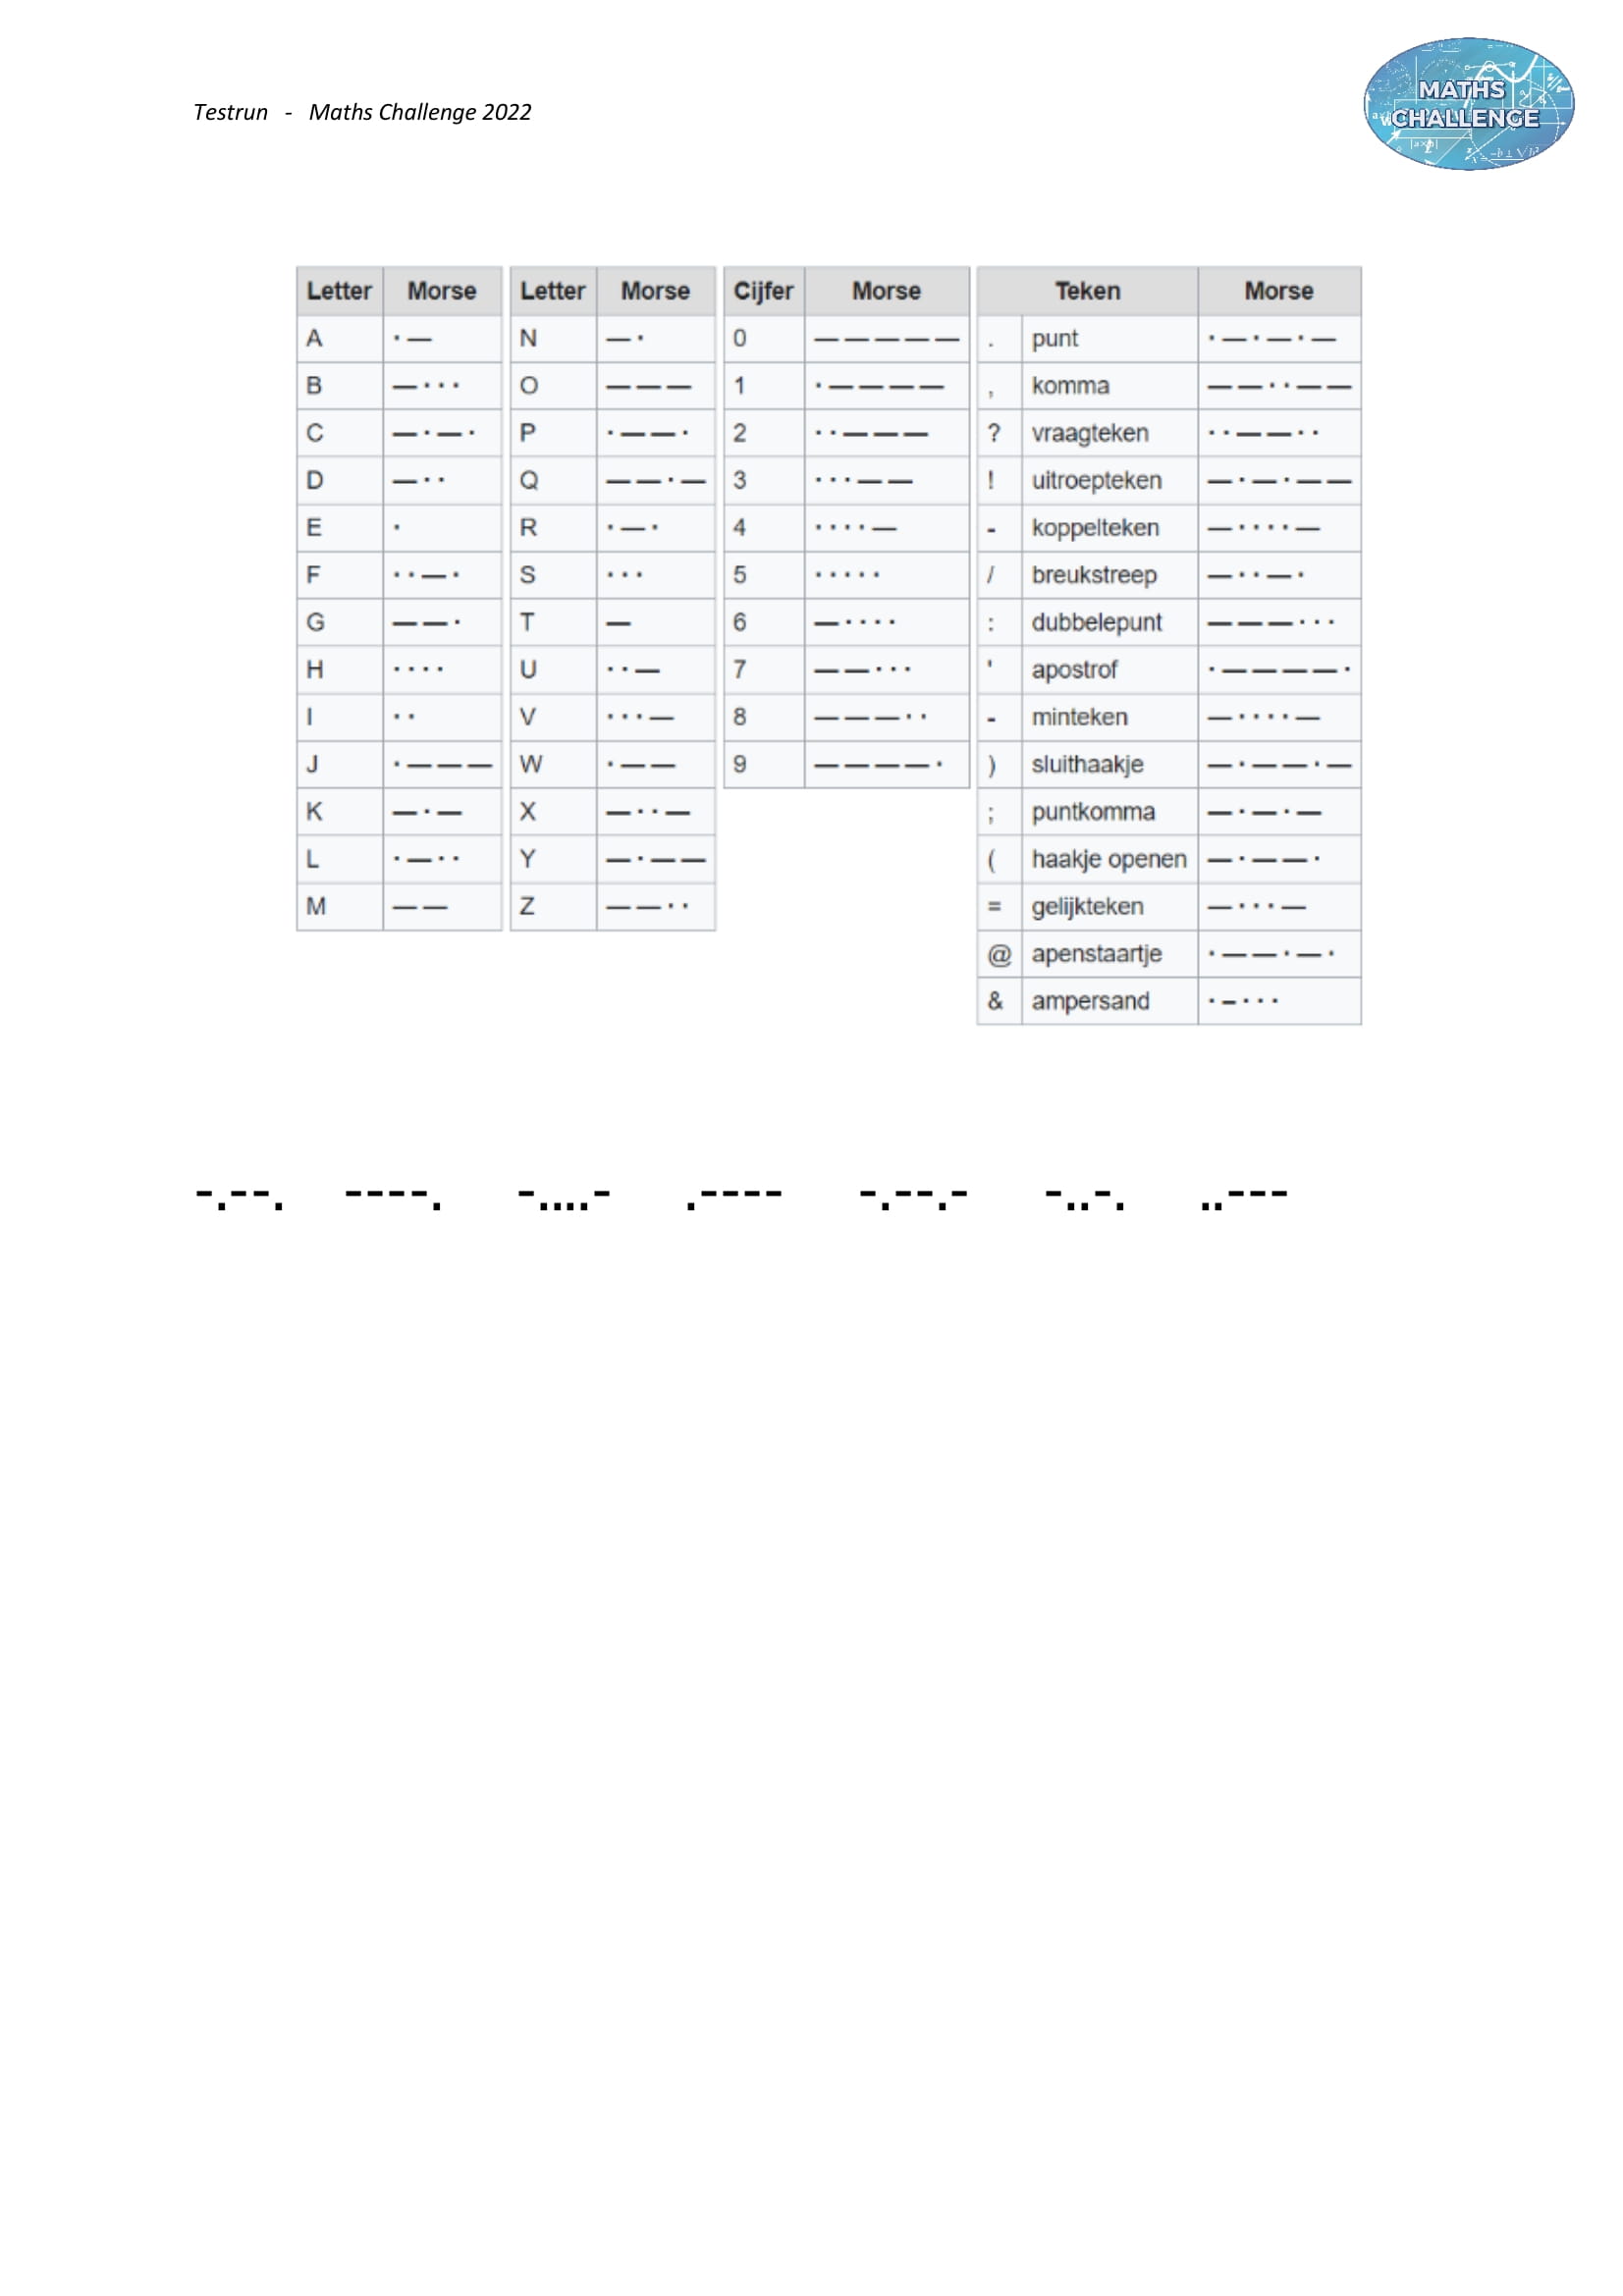 Testrun - Maths Challenge 2022
MATHS
CHALLENGE
Letter Morse Letter Morse Cijfer Morse Teken Morse
A ·— N —· 0 ————— . punt ·—·—·—
B —··· O ——— 1 ·———— , komma ——··——
C —·—· P ·——· 2 ··——— ? vraagteken ··——··
D —·· Q ——·— 3 ···—— ! uitroepteken —·—·——
E · R ·—· 4 ····— - koppelteken —····—
F ··—· S ··· 5 ····· / breukstreep —··—·
G ——· T — 6 —···· : dubbelepunt ———···
H ···· U ··— 7 ——··· ' apostrof ·————·
I ·· V ···— 8 ———·· - minteken —····—
J ·——— W ·—— 9 ————· ) sluithaakje —·——·—
K —·— X —··— ; puntkomma —·—·—
L ·—·· Y —·—— ( haakje openen —·——·
M —— Z ——·· = gelijkteken —···—
@ apenstaartje ·——·—·
& ampersand ·–···
-.--. ----. -....- .---- -.--.- -..-. ..---